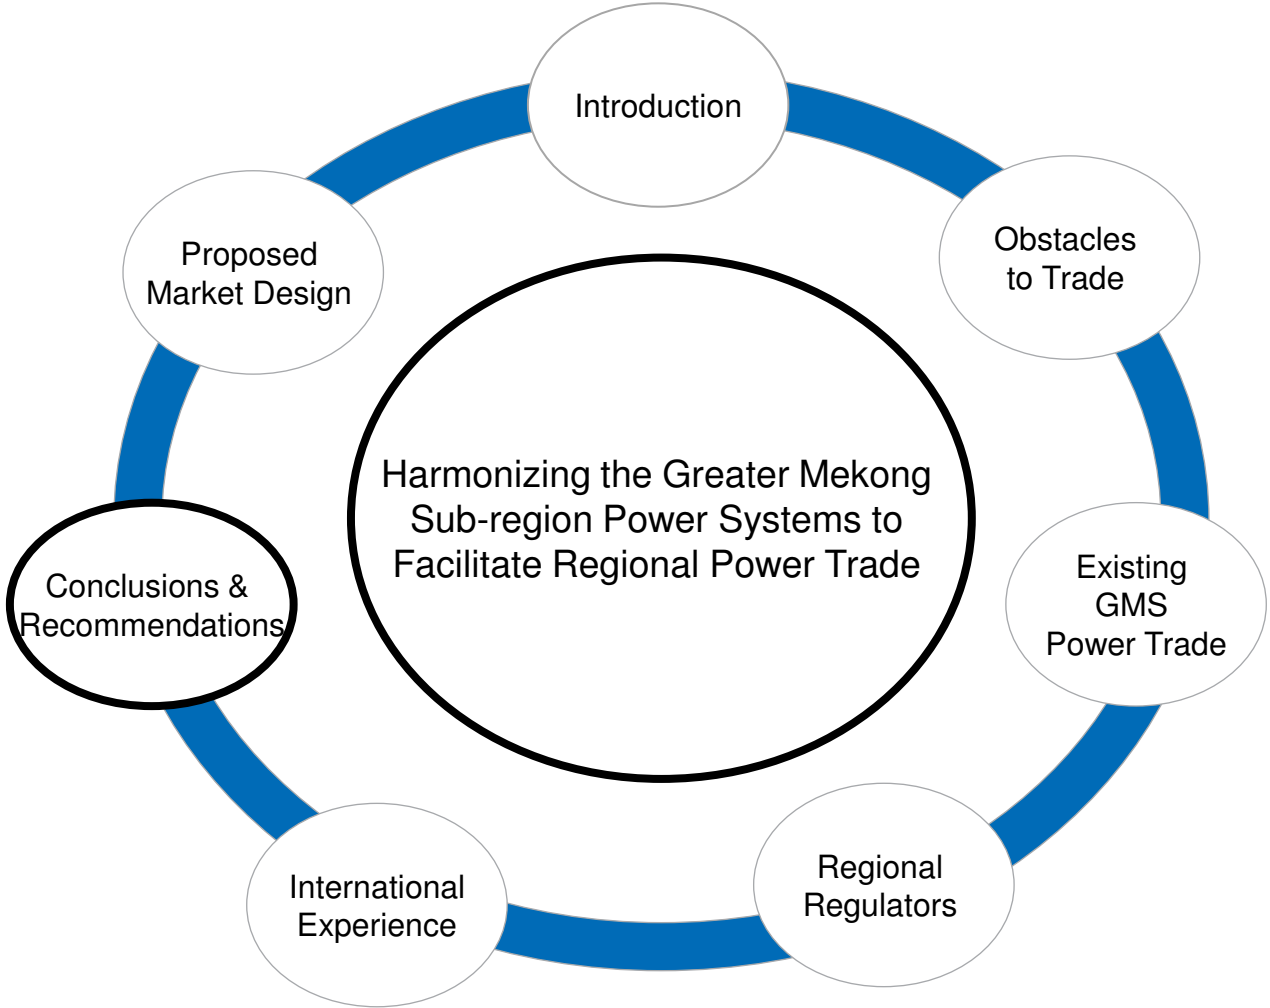 Introduction
Obstacles
to Trade
Existing
GMS
Power Trade
Regional
Regulators
International
Experience
Conclusions &
Recommendations
Proposed
Market Design
Harmonizing the Greater Mekong
Sub-region Power Systems to
Facilitate Regional Power Trade